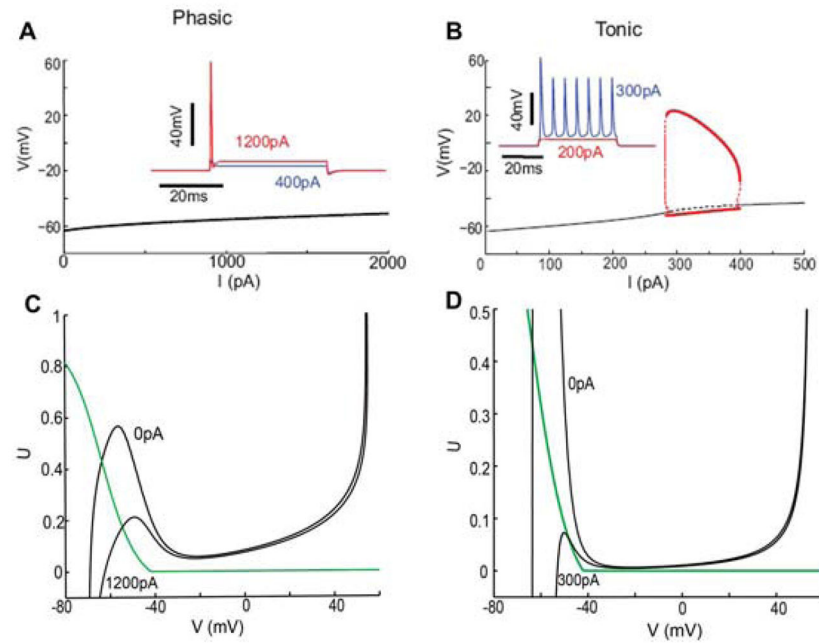 Phasic
A
V(mV)
60
20
−20
−60
40mV
1200pA
400pA
20ms
0
1000
2000
I (pA)
Tonic
B
V(mV)
60
20
−20
−60
40mV
300pA
200pA
20ms
0
100
200
300
400
500
I (pA)
C
U
1
0.8
0.6
0.4
0.2
0
0pA
1200pA
-80
-40
0
40
V (mV)
D
U
0.5
0.4
0.3
0.2
0.1
0
0pA
300pA
-80
-40
0
40
V (mV)